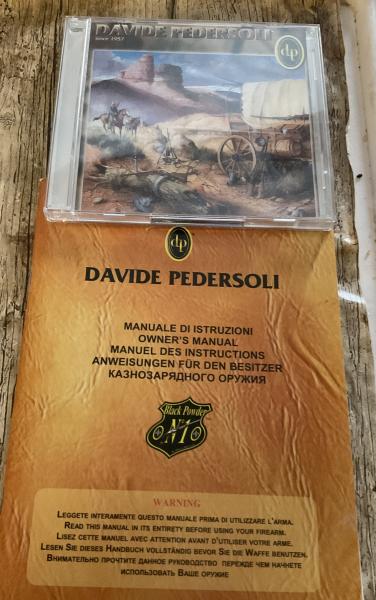 DAVIDE PEDERSOLI
since 1957
dp
dp
DAVIDE PEDERSOLI
MANUALE DI ISTRUZIONI
OWNER'S MANUAL
MANUEL DES INSTRUCTIONS
ANWEISUNGEN FÜR DEN BESITZER
КАЗНОЗАРЯДНОГО ОРУЖИЯ
Black Powder
N1
WARNING
LEGGETE INTERAMENTE QUESTO MANUALE PRIMA DI UTILIZZARE L'ARMA.
READ THIS MANUAL IN ITS ENTIRETY BEFORE USING YOUR FIREARM.
LISEZ CETTE MANUEL AVEC ATTENTION AVANT D'UTILISER VOTRE ARME.
LESEN SIE DIESES HANDBUCH VOLLSTÄNDIG BEVOR SIE DIE WAFFE BENUTZEN.
ВНИМАТЕЛЬНО ПРОЧТИТЕ ДАННОЕ РУКОВОДСТВО ПЕРЕЖДЕ ЧЕМ НАЧНЕТЕ
ИСПОЛЬЗОВАТЬ ВАШЕ ОРУЖИЕ